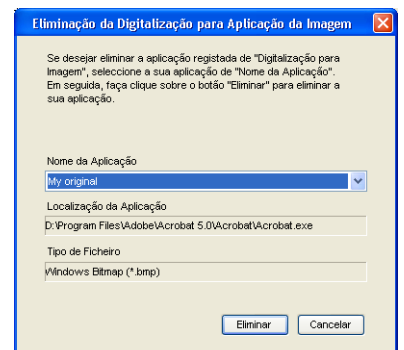 Eliminação da Digitalização para Aplicação da Imagem
Se desejar eliminar a aplicação registada de "Digitalização para
Imagem", seleccione a sua aplicação de "Nome da Aplicação".
Em seguida, faça clique sobre o botão "Eliminar" para eliminar a
sua aplicação.
Nome da Aplicação
My original
Localização da Aplicação
D:\Program Files\Adobe\Acrobat 5.0\Acrobat\Acrobat.exe
Tipo de Ficheiro
Windows Bitmap (*.bmp)
Eliminar
Cancelar